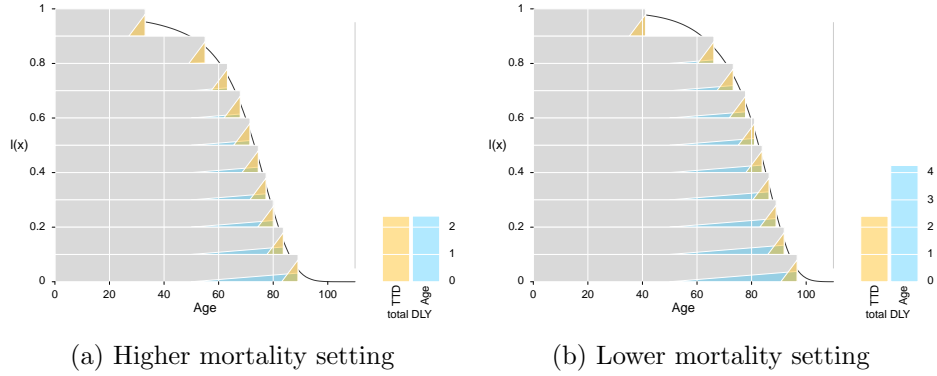 1
0.8
0.6
l(x)
0.4
0.2
0
0 20 40 60 80 100
Age
2
1
0
TTD
Age
total DLY
(a) Higher mortality setting
1
0.8
0.6
l(x)
0.4
0.2
0
0 20 40 60 80 100
Age
4
3
2
1
0
TTD
Age
total DLY
(b) Lower mortality setting